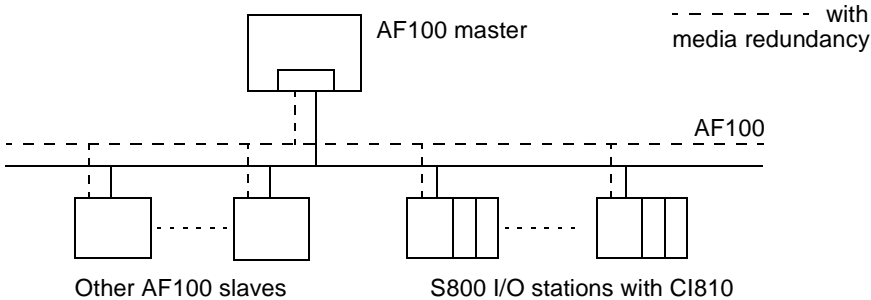 AF100 master
with
media redundancy
AF100
Other AF100 slaves
S800 I/O stations with CI810